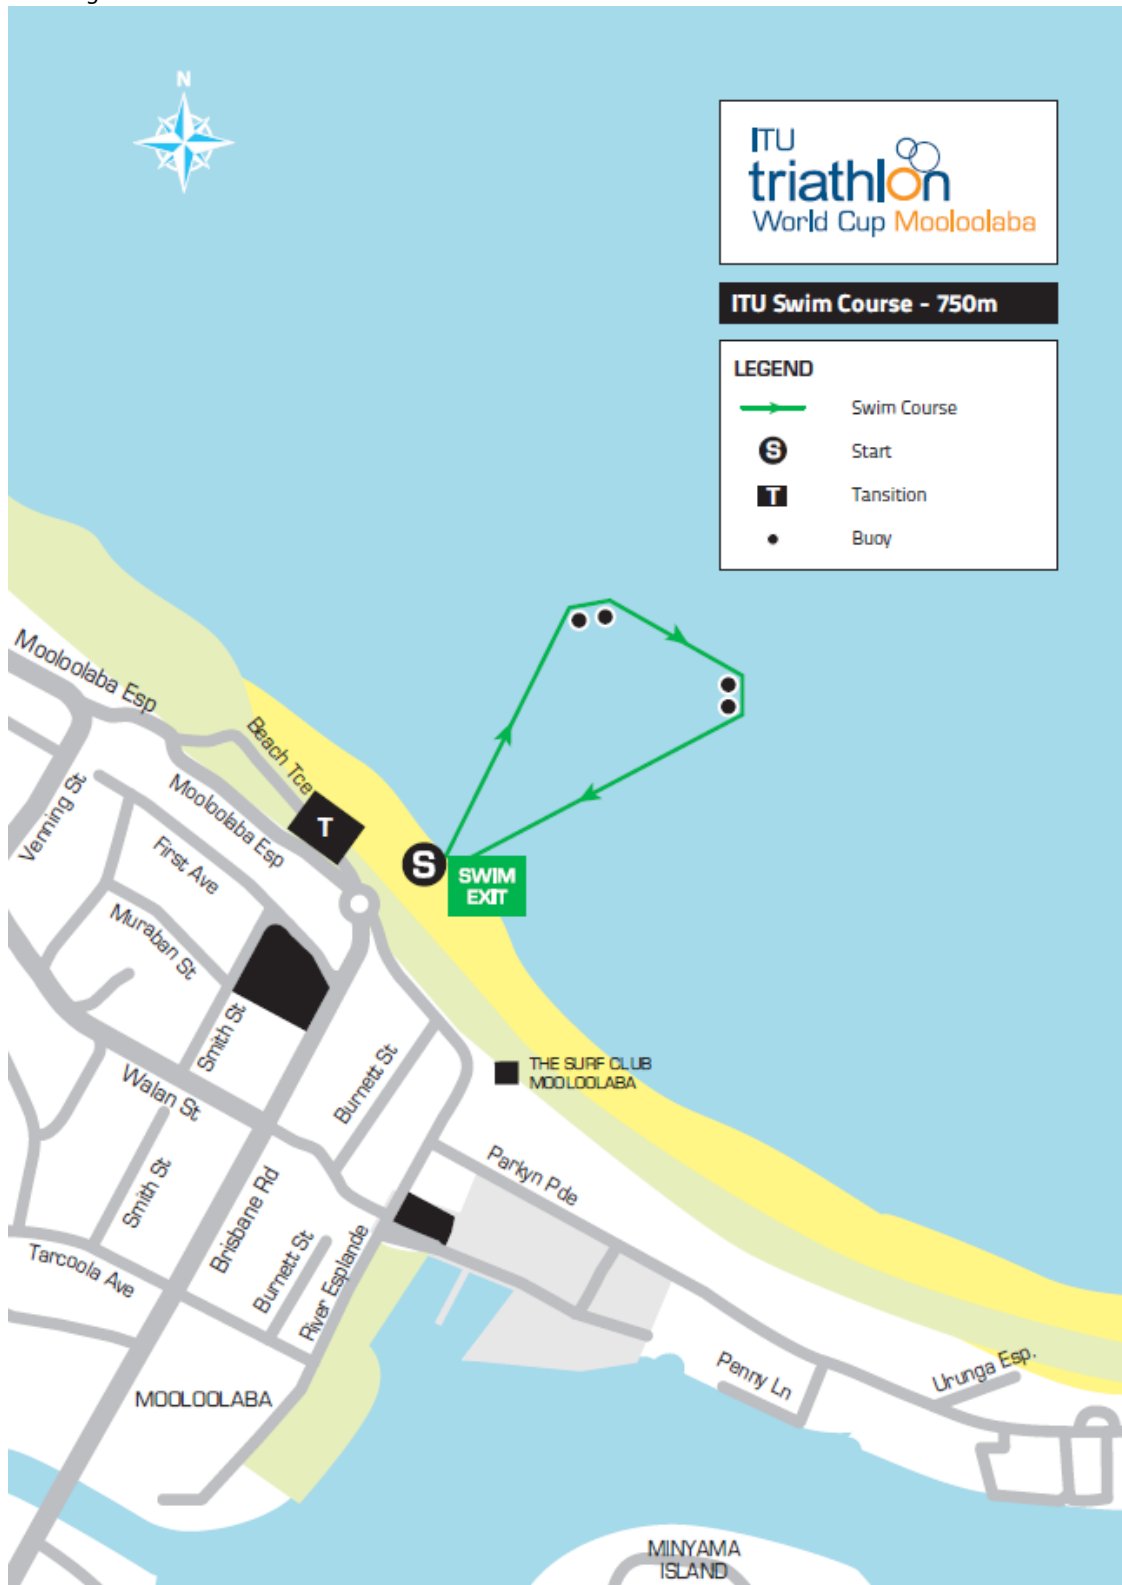 N
ITU
triathlon
World Cup Mooloolaba
ITU Swim Course - 750m
LEGEND
Swim Course
S
Start
T
Tansition
Buoy
Mooloolaba Esp
Beach Tce
Venning St
Mooloolaba Esp
T
First Ave
S
SWIM
EXIT
Muraban St
Smith St
THE SURF CLUB
MOOLOOLABA
Burnett St
Walan St
Parkyn Pde
Smith St
Brisbane Rd
Burnett St
River Esplande
Tarcoola Ave
Penny Ln
Urunga Esp.
MOOLOOLABA
MINYAMA
ISLAND